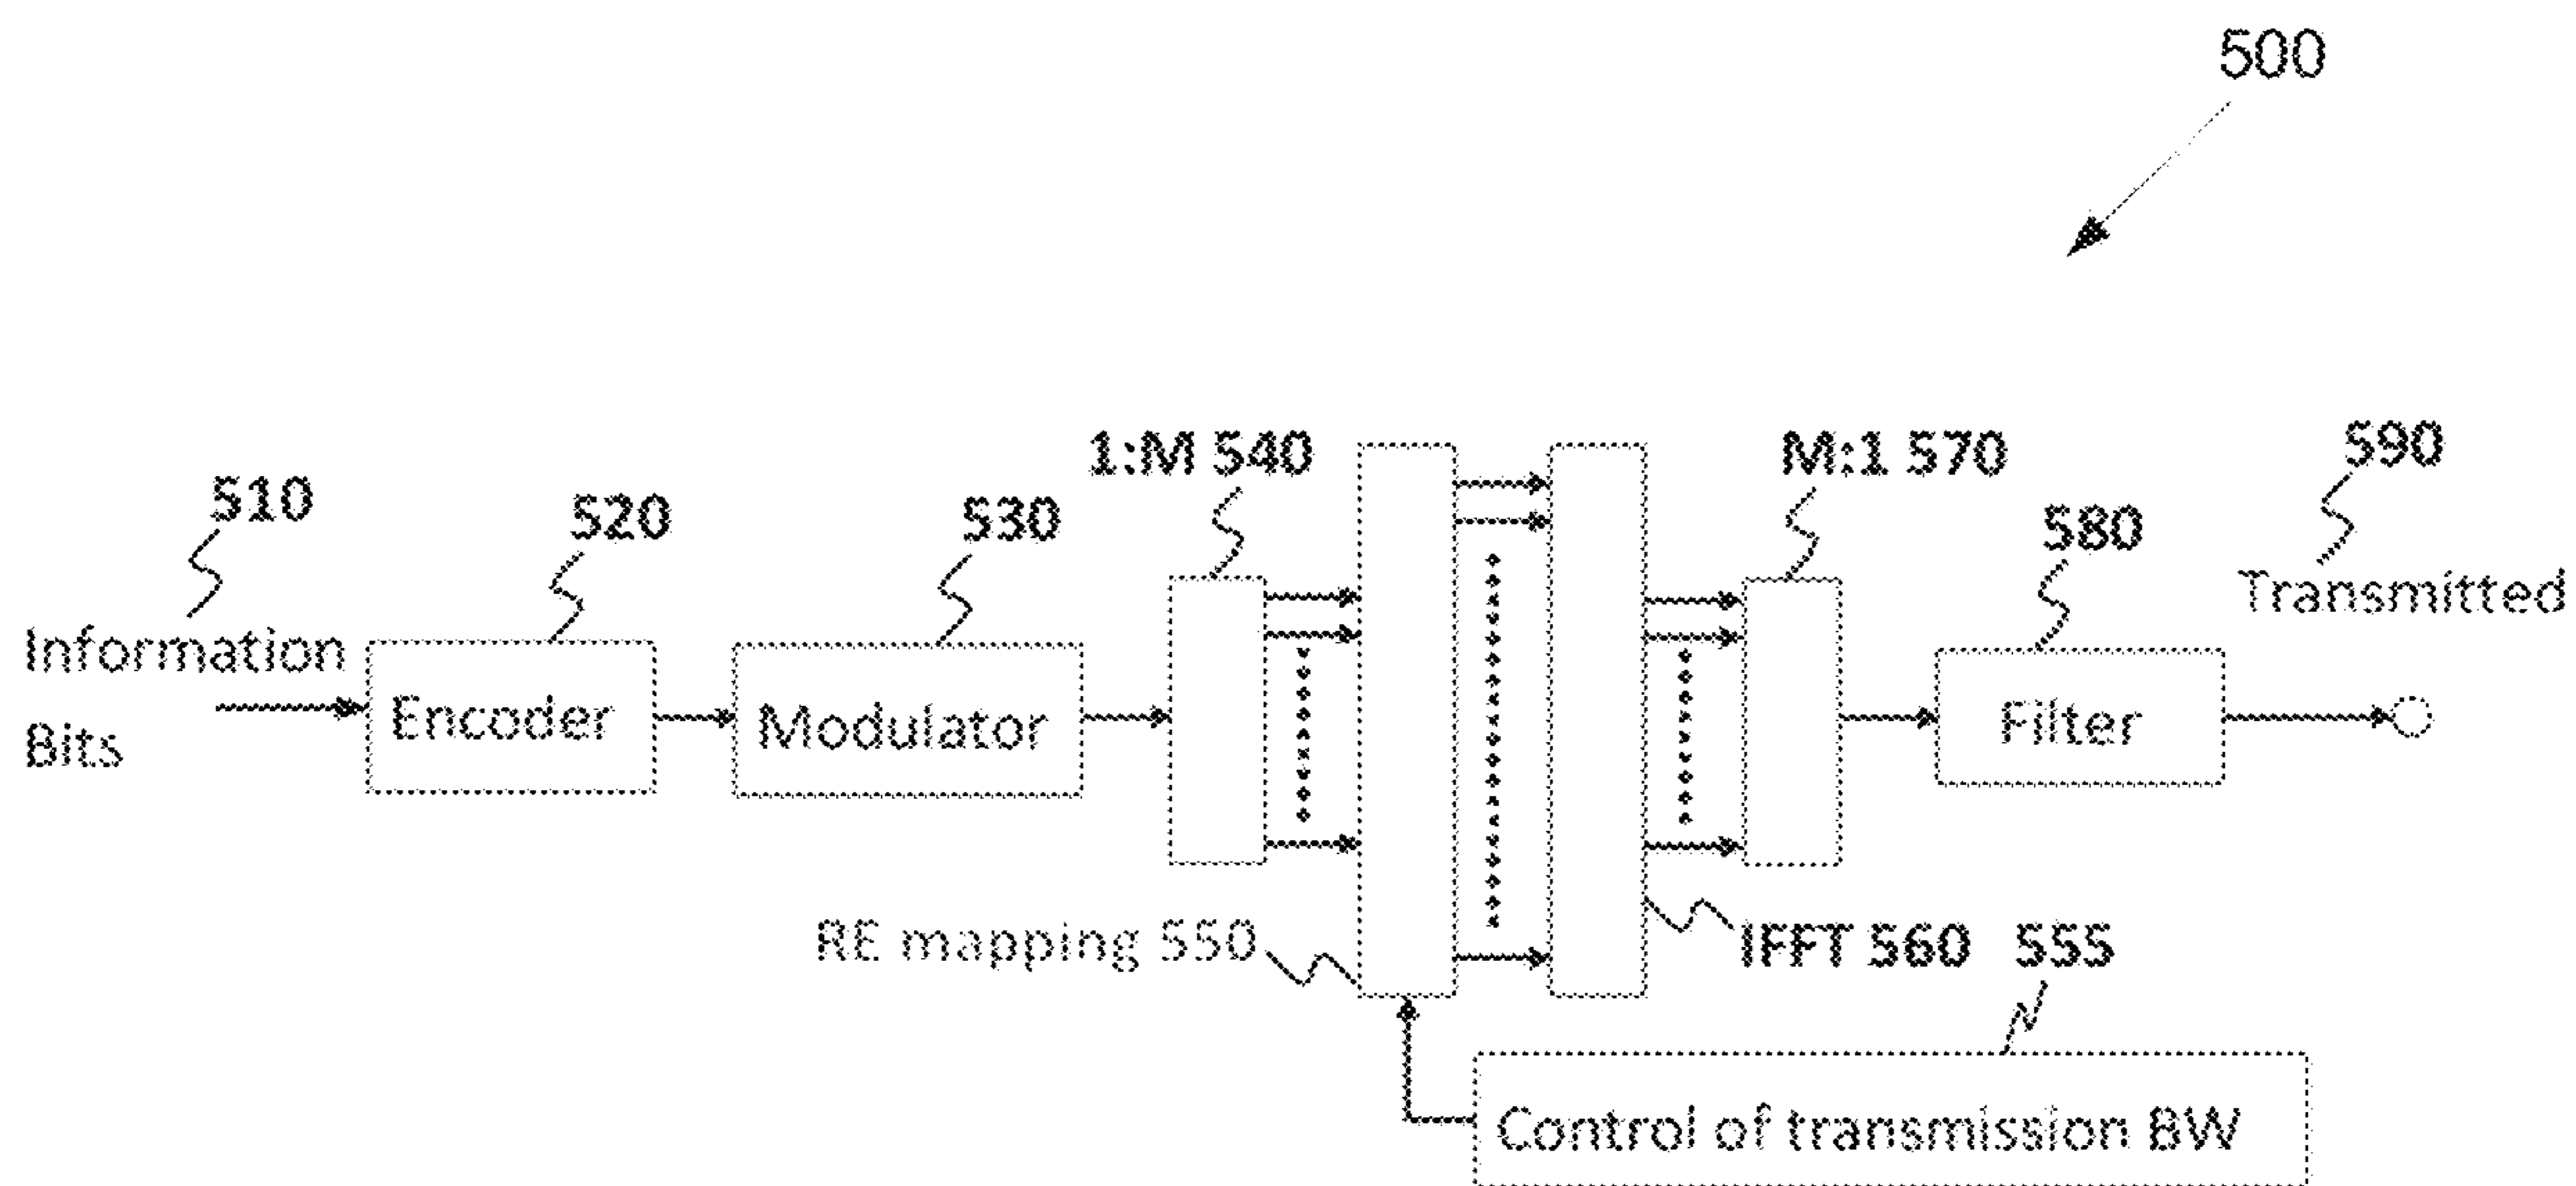 500
1:M 540
M:1 570
590
510
520
530
580
Transmitted
Information
Bits
Encoder
Modulator
Filter
RE mapping 550
IFFT 560
555
Control of transmission BW